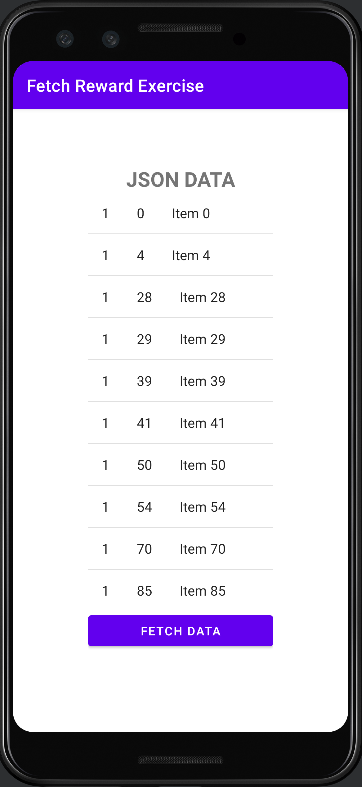 Fetch Reward Exercise
JSON DATA
1 0 Item 0
1 4 Item 4
1 28 Item 28
1 29 Item 29
1 39 Item 39
1 41 Item 41
1 50 Item 50
1 54 Item 54
1 70 Item 70
1 85 Item 85
FETCH DATA